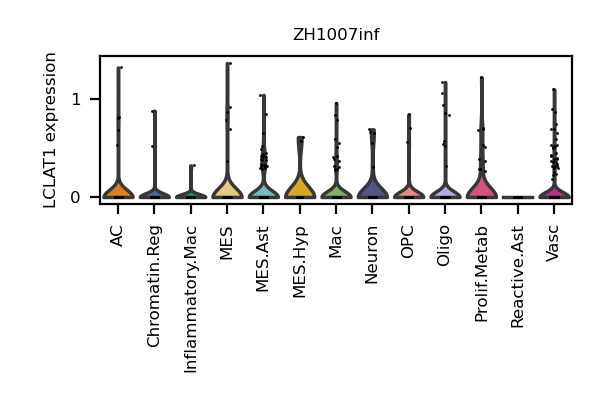 ZH1007inf
LCLAT1 expression
1
0
AC
Chromatin.Reg
Inflammatory.Mac
MES
MES.Ast
MES.Hyp
Mac
Neuron
OPC
Oligo
Prolif.Metab
Reactive.Ast
Vasc